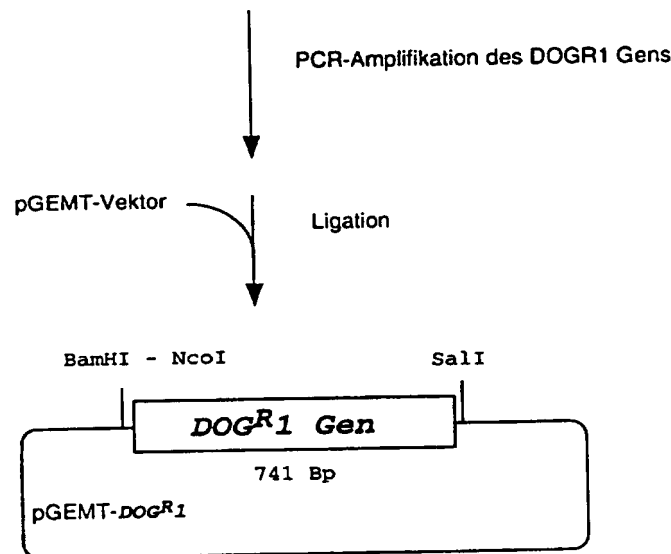 PCR-Amplifikation des DOGR1 Gens
pGEMT-Vektor
Ligation
BamHI - NcoI
SalI
DOGᴿ1 Gen
741 Bp
pGEMT-DOGᴿ1